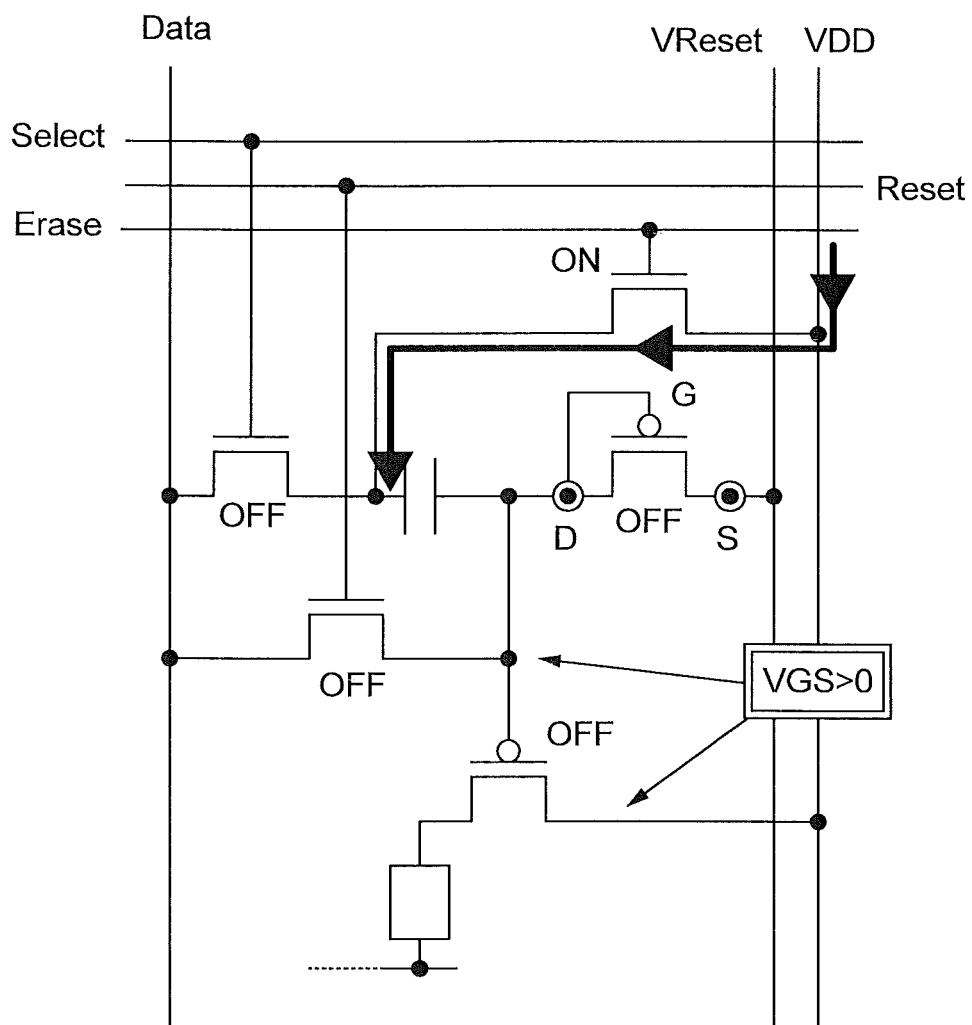 Data
VReset
VDD
Select
Reset
Erase
ON
G
OFF
D
OFF
S
OFF
VGS>0
OFF